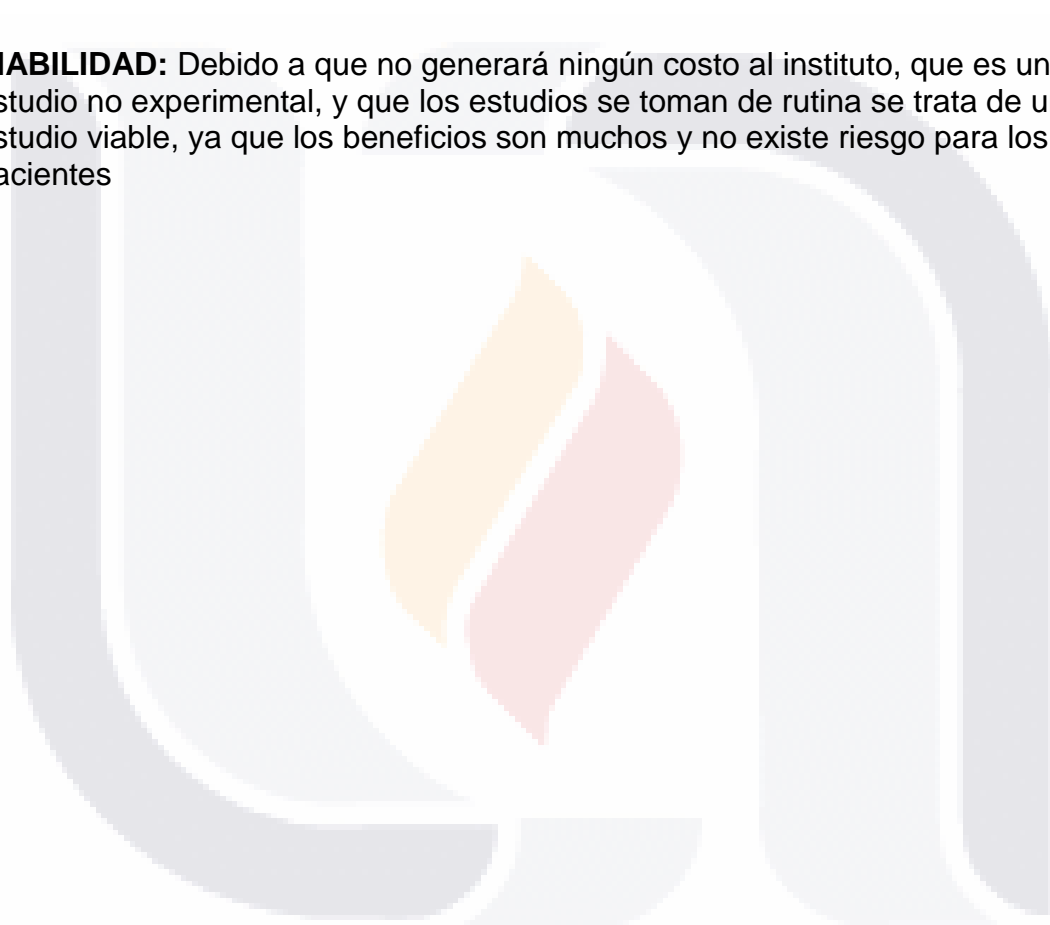 IABILIDAD: Debido a que no generará ningún costo al instituto, que es un
studio no experimental, y que los estudios se toman de rutina se trata de u
studio viable, ya que los beneficios son muchos y no existe riesgo para los
acientes